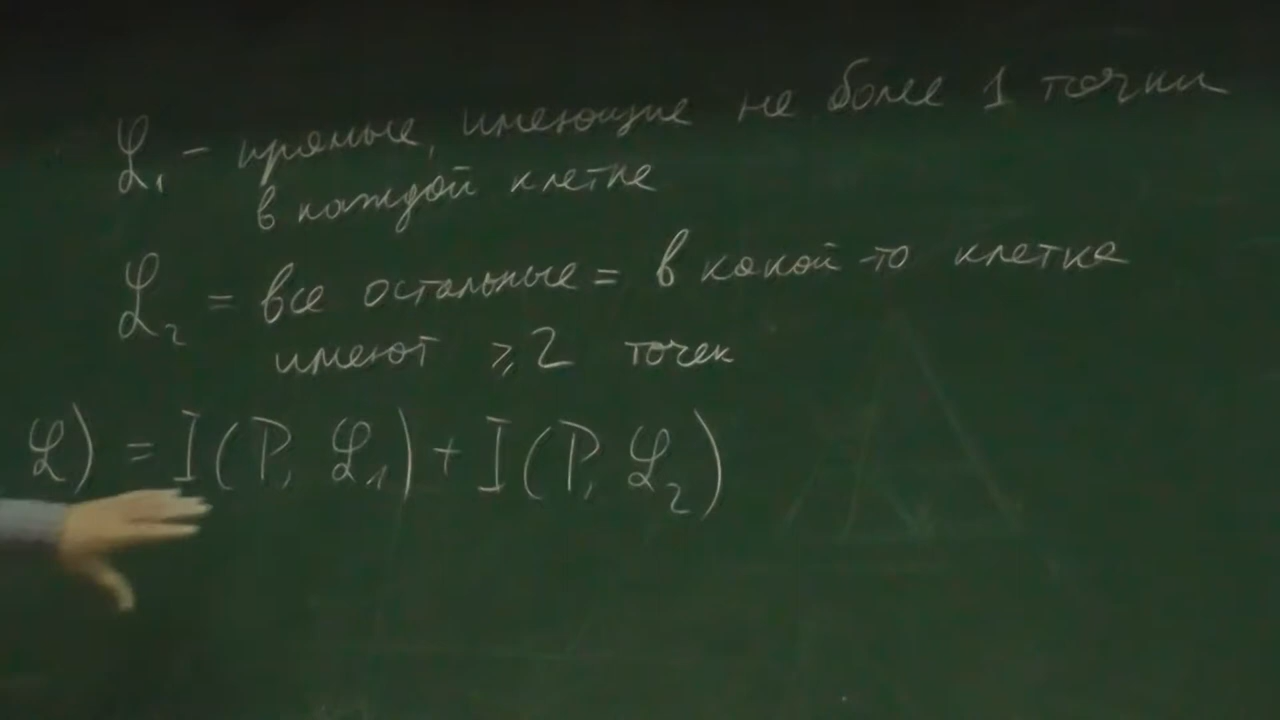 ℒ₁ – прямые, имеющие не более 1 точки
в каждой клетке
ℒ₂ = все остальные = в какой-то клетке
имеют ⩾2 точек
ℒ) = I(P, ℒ₁) + I(P, ℒ₂)